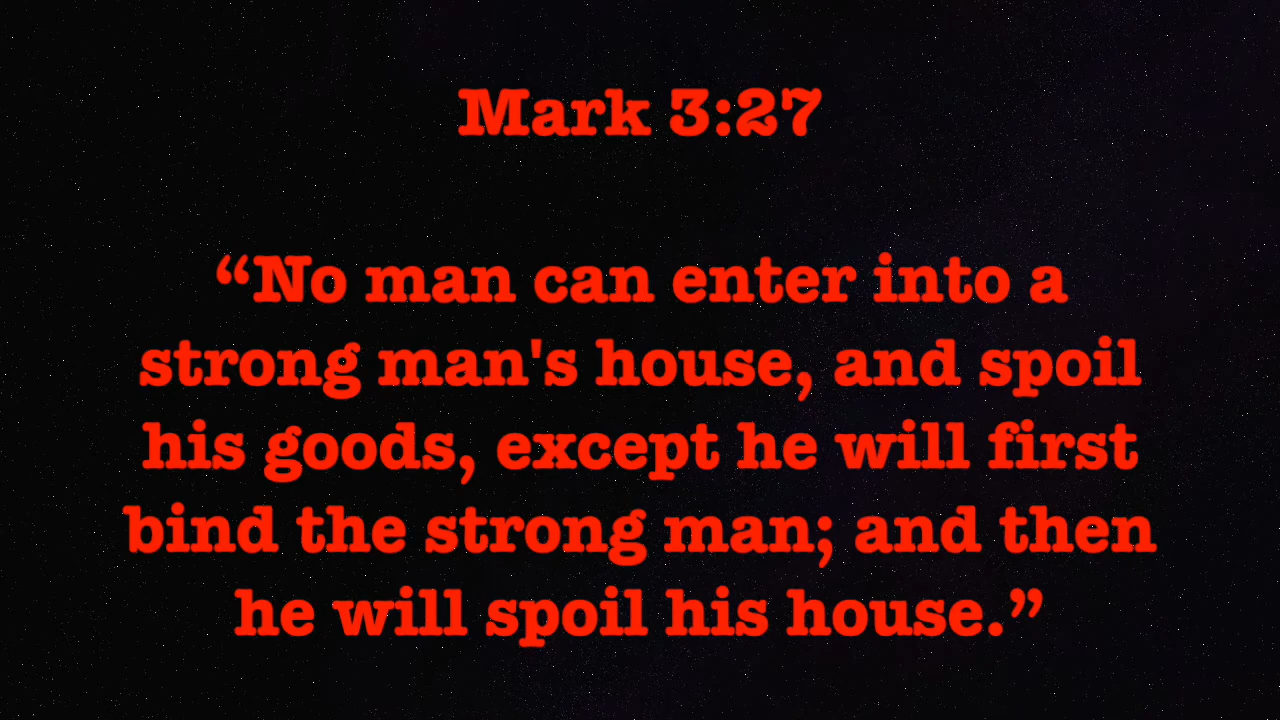 Mark 3:27
“No man can enter into a
strong man's house, and spoil
his goods, except he will first
bind the strong man; and then
he will spoil his house.”